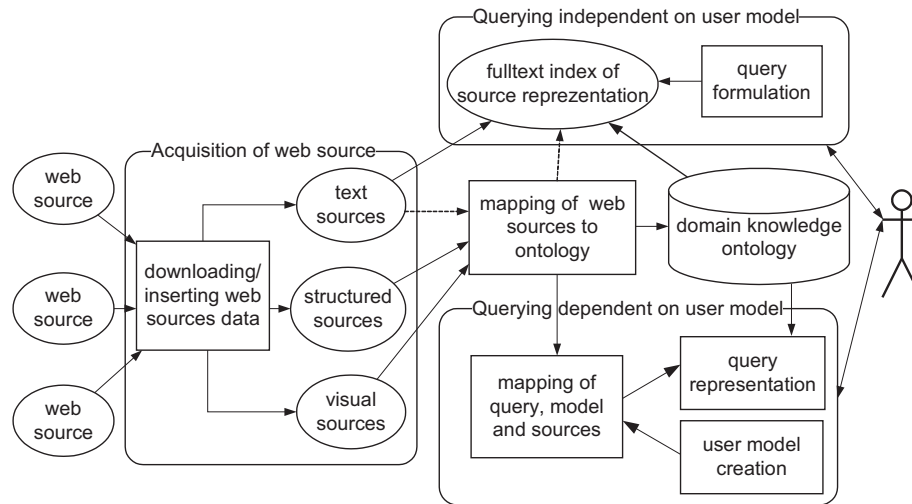 Querying independent on user model
fulltext index of
source reprezentation
query
formulation
Acquisition of web source
web
source
web
source
web
source
downloading/
inserting web
sources data
text
sources
structured
sources
visual
sources
mapping of web
sources to
ontology
domain knowledge
ontology
Querying dependent on user model
mapping of
query, model
and sources
query
representation
user model
creation